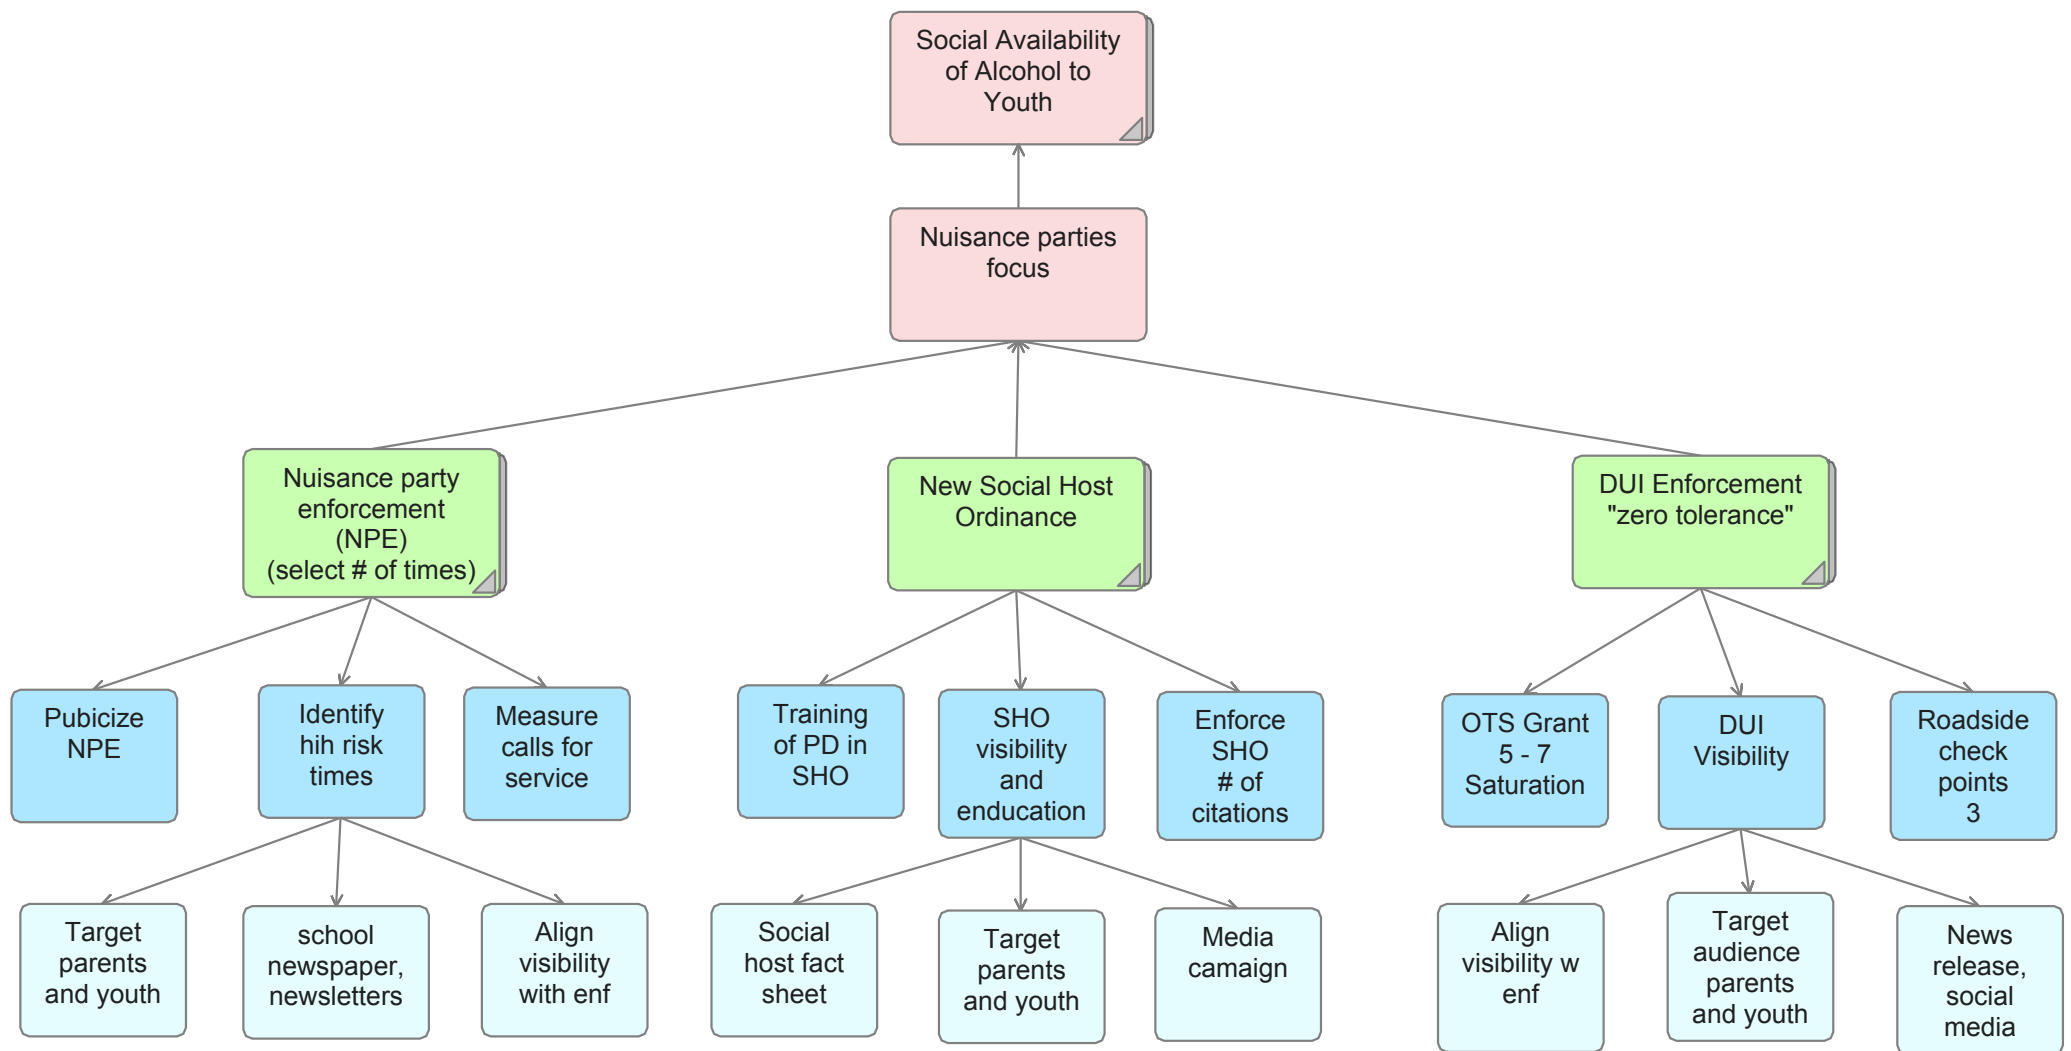 Social Availability
of Alcohol to
Youth
Nuisance parties
focus
Nuisance party
enforcement
(NPE)
(select # of times)
New Social Host
Ordinance
DUI Enforcement
"zero tolerance"
Pubicize
NPE
Identify
hih risk
times
Measure
calls for
service
Training
of PD in
SHO
SHO
visibility
and
enducation
Enforce
SHO
# of
citations
OTS Grant
5 - 7
Saturation
DUI
Visibility
Roadside
check
points
3
Target
parents
and youth
school
newspaper,
newsletters
Align
visibility
with enf
Social
host fact
sheet
Target
parents
and youth
Media
camaign
Align
visibility w
enf
Target
audience
parents
and youth
News
release,
social
media